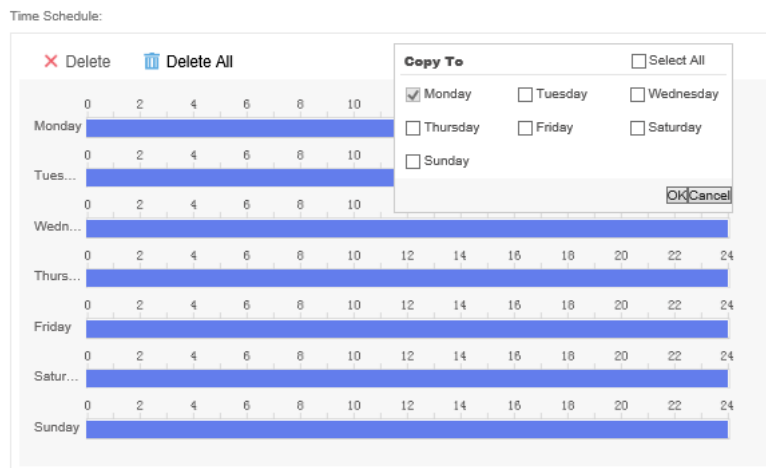 Time Schedule:
Delete Delete All
Copy To Select All
Monday Tuesday Wednesday
Thursday Friday Saturday
Sunday
OK Cancel
0 2 4 6 8 10
Monday
0 2 4 6 8 10
Tues...
0 2 4 6 8 10
Wedn...
0 2 4 6 8 10 12 14 16 18 20 22 24
Thurs...
0 2 4 6 8 10 12 14 16 18 20 22 24
Friday
0 2 4 6 8 10 12 14 16 18 20 22 24
Satur...
0 2 4 6 8 10 12 14 16 18 20 22 24
Sunday